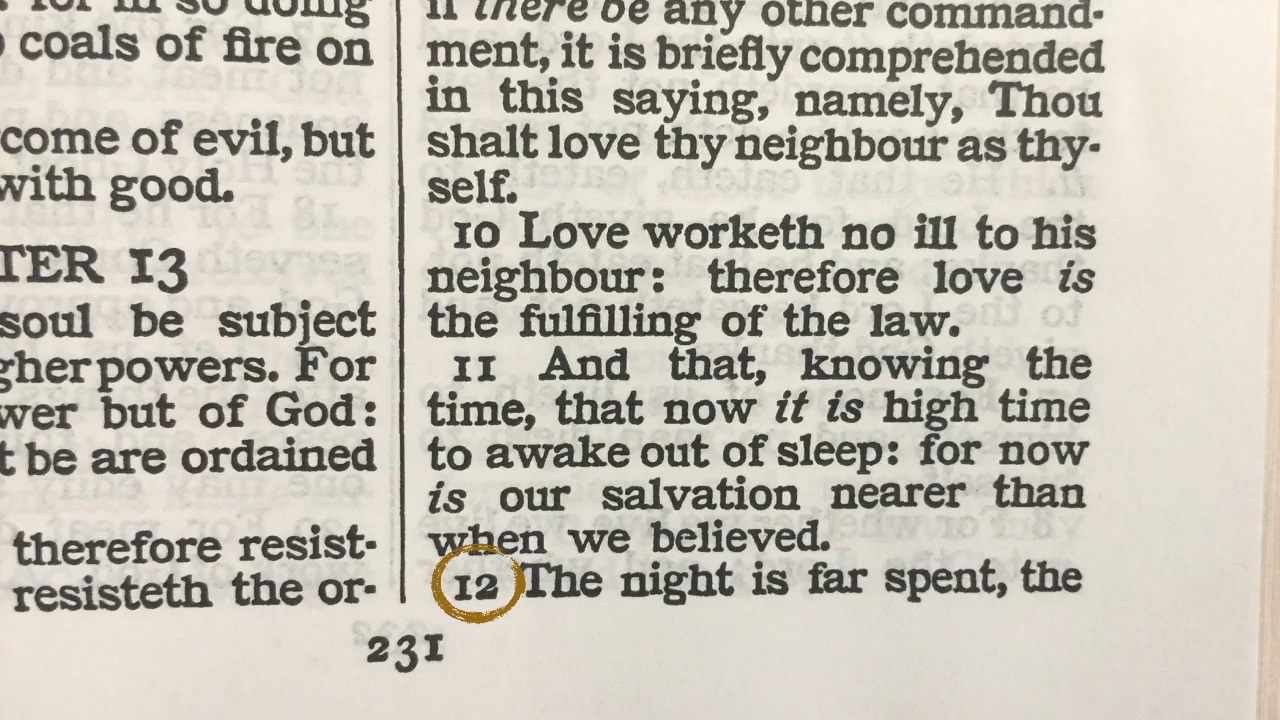 so doing
coals of fire on
come of evil, but
with good.
TER 13
soul be subject
gher powers. For
wer but of God:
t be are ordained
therefore resist-
resisteth the or-
if there be any other command-
ment, it is briefly comprehended
in this saying, namely, Thou
shalt love thy neighbour as thy-
self.
10 Love worketh no ill to his
neighbour: therefore love is
the fulfilling of the law.
11 And that, knowing the
time, that now it is high time
to awake out of sleep: for now
is our salvation nearer than
when we believed.
12 The night is far spent, the
231